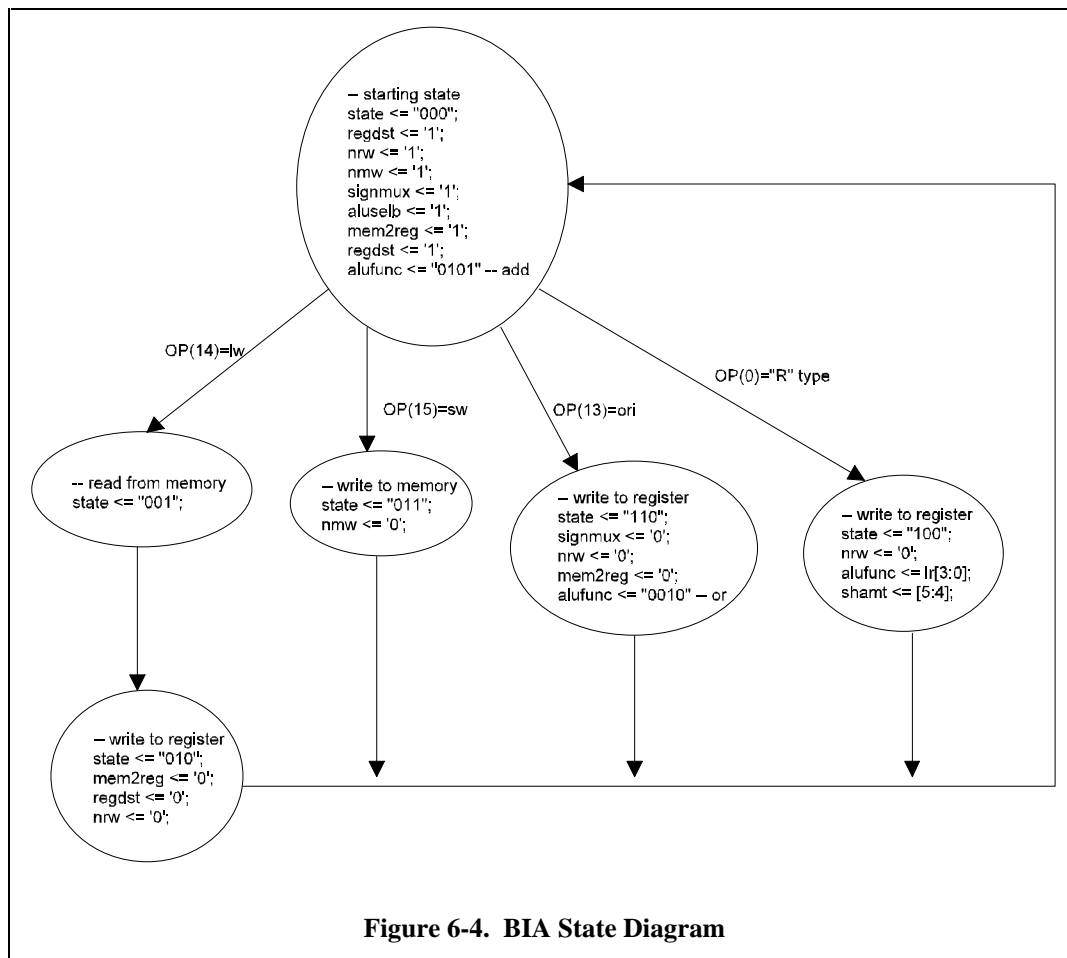 -- starting state
state <= "000";
regdst <= '1';
nrw <= '1';
nmw <= '1';
signmux <= '1';
aluselb <= '1';
mem2reg <= '1';
regdst <= '1';
alufunc <= "0101" -- add
OP(14)=lw
OP(15)=sw
OP(13)=ori
OP(0)="R" type
-- read from memory
state <= "001";
-- write to memory
state <= "011";
nmw <= '0';
-- write to register
state <= "110";
signmux <= '0';
nrw <= '0';
mem2reg <= '0';
alufunc <= "0010" -- or
-- write to register
state <= "100";
nrw <= '0';
alufunc <= Ir[3:0];
shamt <= [5:4];
-- write to register
state <= "010";
mem2reg <= '0';
regdst <= '0';
nrw <= '0';
Figure 6-4. BIA State Diagram